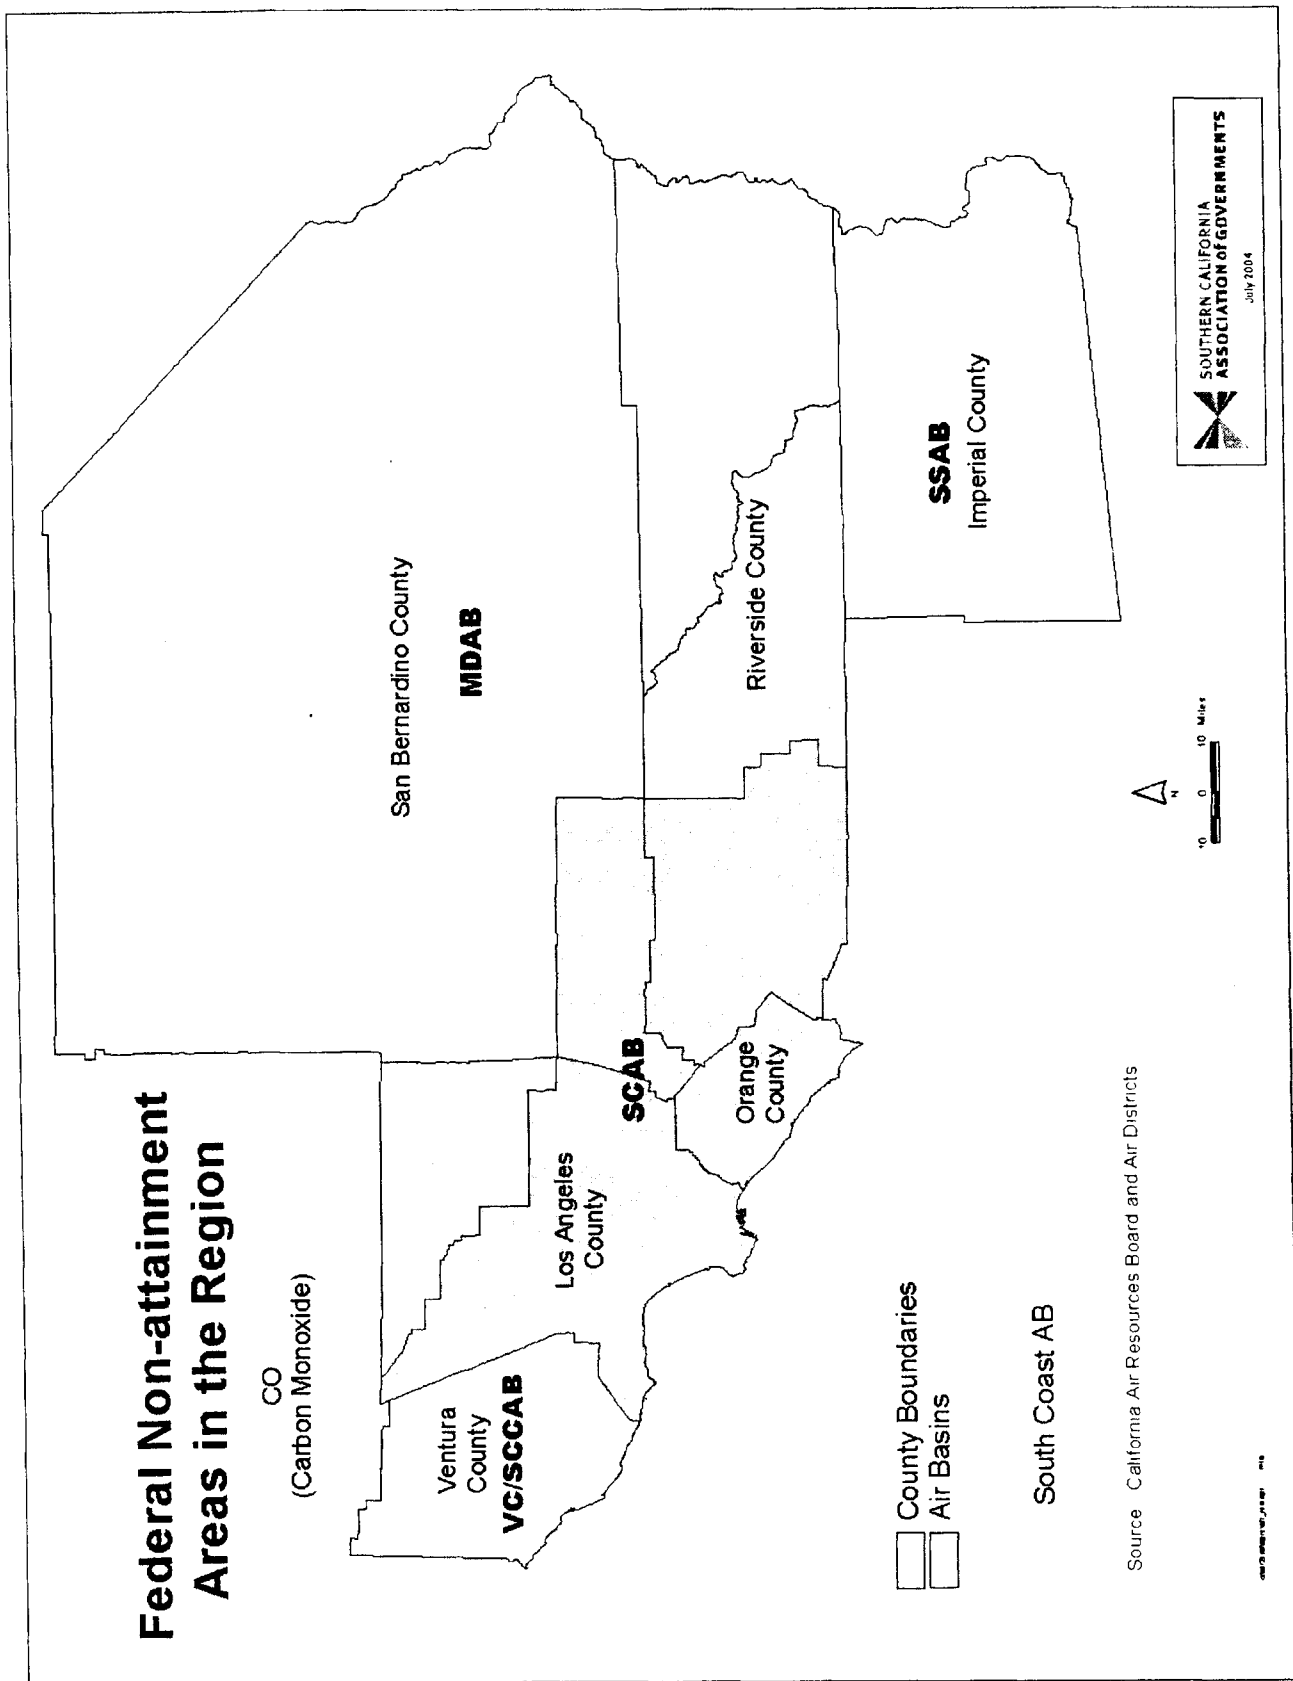 Federal Non-attainment
Areas in the Region
CO
(Carbon Monoxide)
San Bernardino County
MDAB
Ventura
County
VC/SCCAB
Los Angeles
County
SCAB
Orange
County
Riverside County
SSAB
Imperial County
County Boundaries
Air Basins
South Coast AB
Source California Air Resources Board and Air Districts
N
10 0 10 Miles
SOUTHERN CALIFORNIA
ASSOCIATION of GOVERNMENTS
July 2004